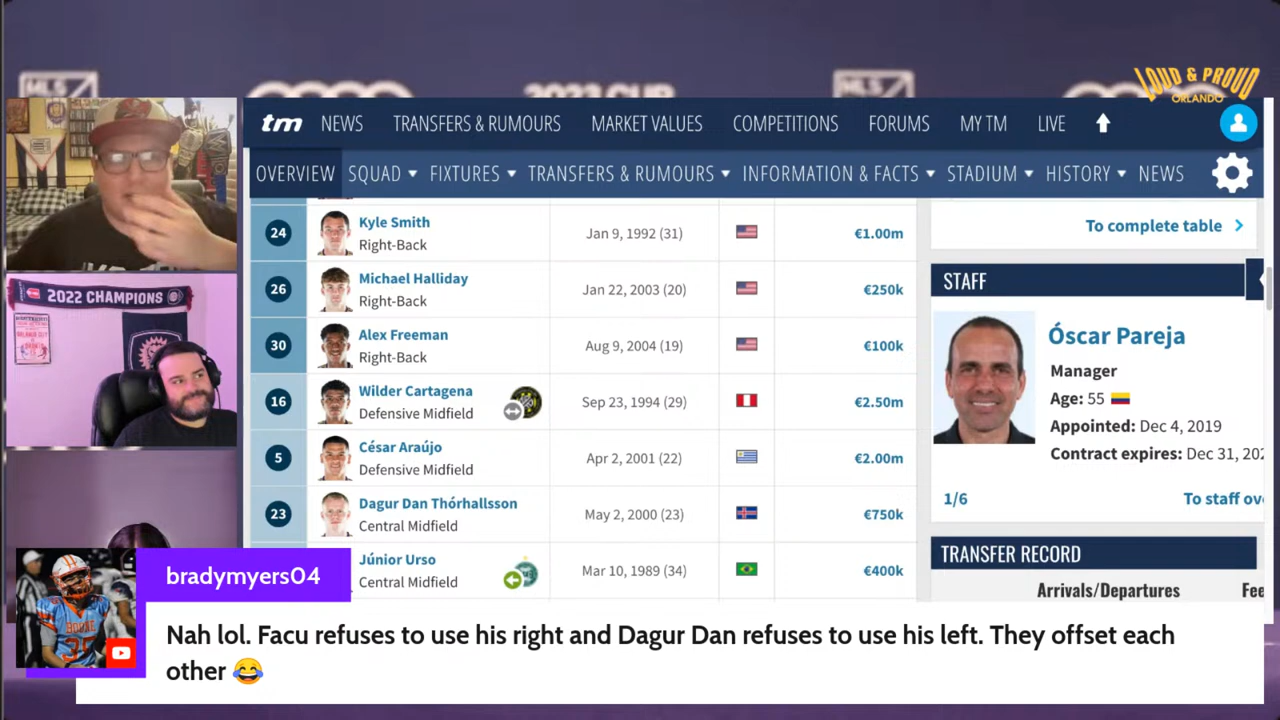 LOUD & PROUD
ORLANDO
2023 CUP
tm NEWS TRANSFERS & RUMOURS MARKET VALUES COMPETITIONS FORUMS MY TM LIVE
OVERVIEW SQUAD FIXTURES TRANSFERS & RUMOURS INFORMATION & FACTS STADIUM HISTORY NEWS
24 Kyle Smith Jan 9, 1992 (31) €1.00m
Right-Back
26 Michael Halliday Jan 22, 2003 (20) €250k
Right-Back
30 Alex Freeman Aug 9, 2004 (19) €100k
Right-Back
16 Wilder Cartagena Sep 23, 1994 (29) €2.50m
Defensive Midfield
5 César Araújo Apr 2, 2001 (22) €2.00m
Defensive Midfield
23 Dagur Dan Thórhallsson May 2, 2000 (23) €750k
Central Midfield
Júnior Urso Mar 10, 1989 (34) €400k
Central Midfield
To complete table
STAFF
Óscar Pareja
Manager
Age: 55
Appointed: Dec 4, 2019
Contract expires: Dec 31, 202
1/6 To staff ov
TRANSFER RECORD
Arrivals/Departures Fee
2022 CHAMPIONS
bradymyers04
Nah lol. Facu refuses to use his right and Dagur Dan refuses to use his left. They offset each
other 😂